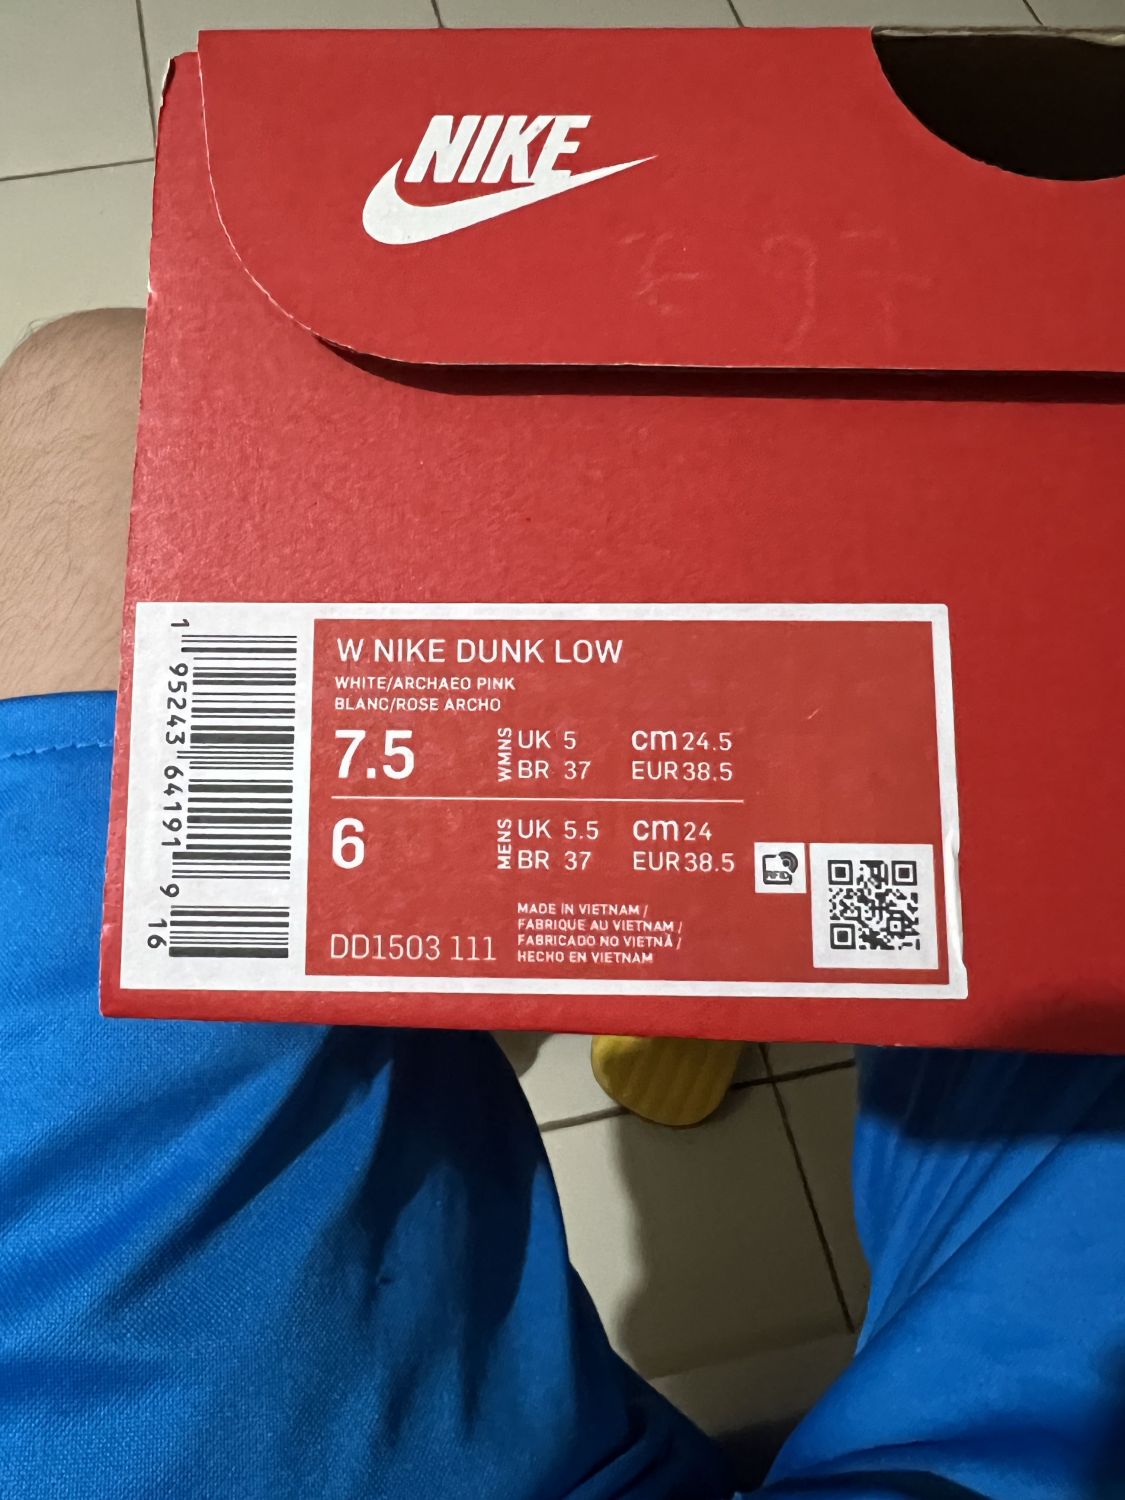 NIKE
W NIKE DUNK LOW
WHITE/ARCHAEO PINK
BLANC/ROSE ARCHO
7.5 WMNS UK 5 cm 24.5
BR 37 EUR 38.5
6 MENS UK 5.5 cm 24
BR 37 EUR 38.5
MADE IN VIETNAM /
FABRIQUE AU VIETNAM /
FABRICADO NO VIETNÃ /
HECHO EN VIETNAM
DD1503 111
1 95243 64191 9 16
RFID